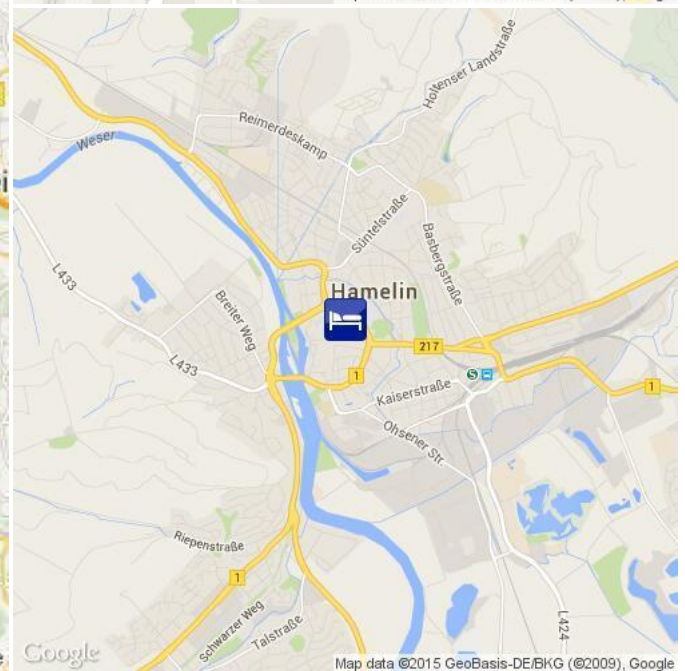 Holtenser Landstraße
Reimerdeskamp
Weser
Süntelstraße
Basbergstraße
L433
Hamelin
Breiter Weg
217
L433
1
S
1
Kaiserstraße
Ohsener Str.
Riepenstraße
1
Schwarzer Weg
Talstraße
L424
Google
Map data ©2015 GeoBasis-DE/BKG (©2009), Google